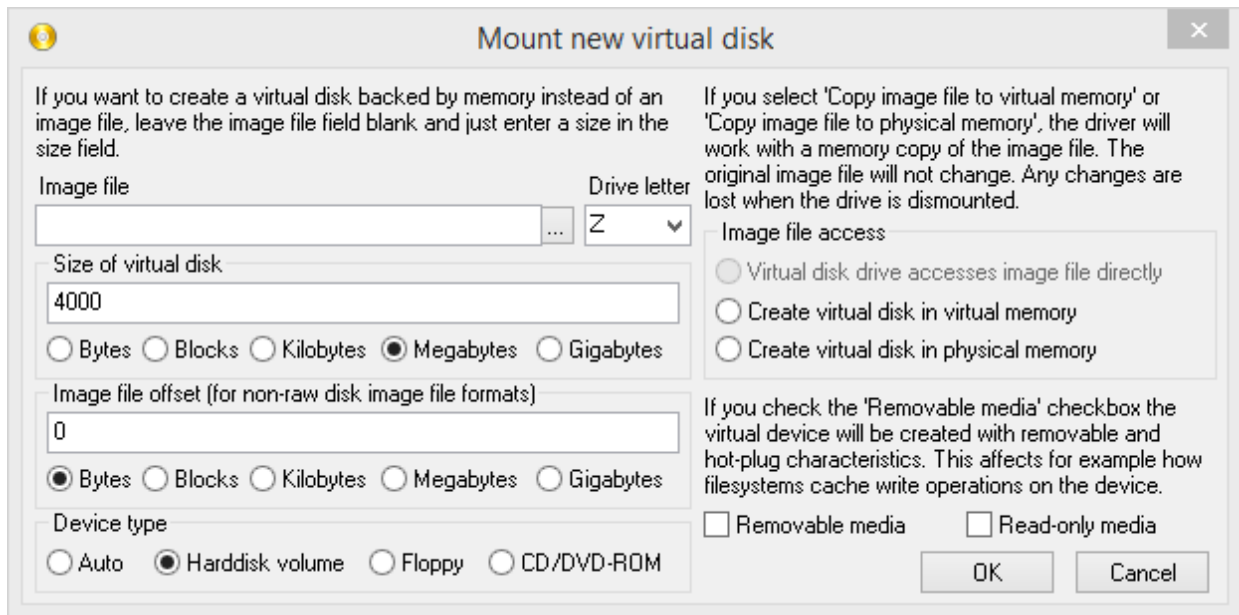 Mount new virtual disk
If you want to create a virtual disk backed by memory instead of an
image file, leave the image file field blank and just enter a size in the
size field.
Image file
Drive letter
...
Z
Size of virtual disk
4000
Bytes Blocks Kilobytes Megabytes Gigabytes
Image file offset (for non-raw disk image file formats)
0
Bytes Blocks Kilobytes Megabytes Gigabytes
Device type
Auto Harddisk volume Floppy CD/DVD-ROM
If you select 'Copy image file to virtual memory' or
'Copy image file to physical memory', the driver will
work with a memory copy of the image file. The
original image file will not change. Any changes are
lost when the drive is dismounted.
Image file access
Virtual disk drive accesses image file directly
Create virtual disk in virtual memory
Create virtual disk in physical memory
If you check the 'Removable media' checkbox the
virtual device will be created with removable and
hot-plug characteristics. This affects for example how
filesystems cache write operations on the device.
Removable media Read-only media
OK Cancel